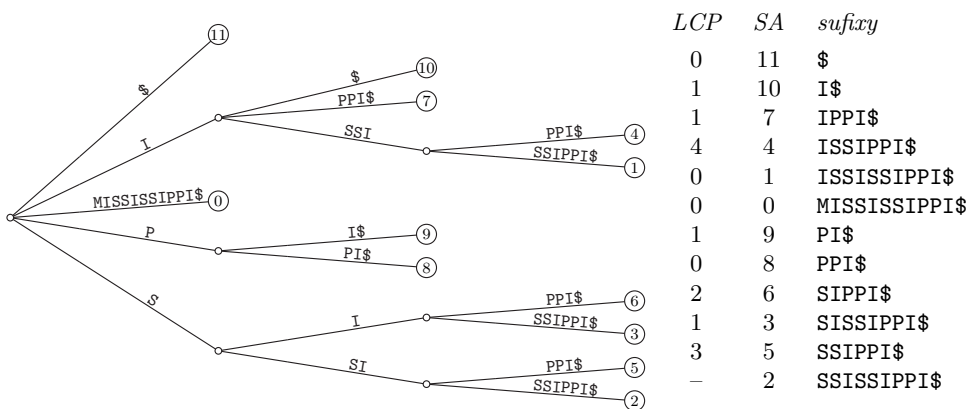 LCP SA sufixy
0 11 $
1 10 I$
1 7 IPPI$
4 4 ISSIPPI$
0 1 ISSISSIPPI$
0 0 MISSISSIPPI$
1 9 PI$
0 8 PPI$
2 6 SIPPI$
1 3 SISSIPPI$
3 5 SSIPPI$
– 2 SSISSIPPI$
11
$
10
$
7
PPI$
I
SSI
PPI$
4
SSIPPI$
1
MISSISSIPPI$
0
P
I$
9
PI$
8
S
I
PPI$
6
SSIPPI$
3
SI
PPI$
5
SSIPPI$
2